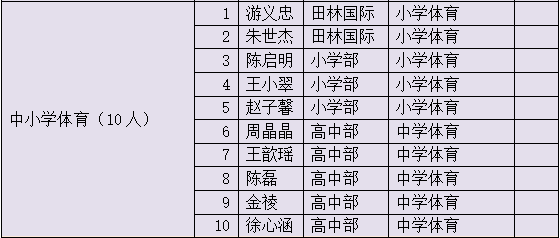 中小学体育（10人）
1 游义忠 田林国际 小学体育
2 朱世杰 田林国际 小学体育
3 陈启明 小学部 小学体育
4 王小翠 小学部 小学体育
5 赵子馨 小学部 小学体育
6 周晶晶 高中部 中学体育
7 王歆瑶 高中部 中学体育
8 陈磊 高中部 中学体育
9 金祾 高中部 中学体育
10 徐心涵 高中部 中学体育